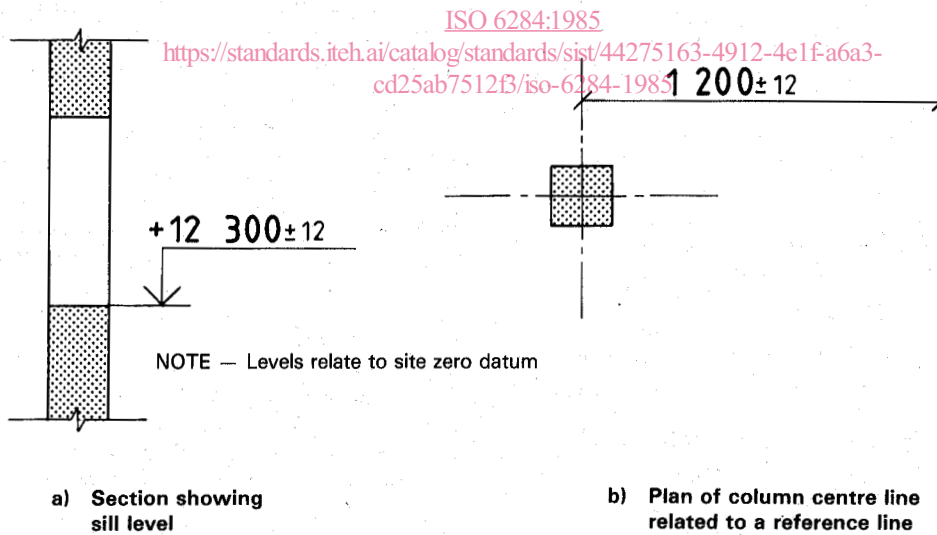 ISO 6284:1985
https://standards.iteh.ai/catalog/standards/sist/44275163-4912-4e1f-a6a3-
cd25ab7512f3/iso-6284-1985
1 200 ± 12
+12 300 ± 12
NOTE — Levels relate to site zero datum
a) Section showing
sill level
b) Plan of column centre line
related to a reference line